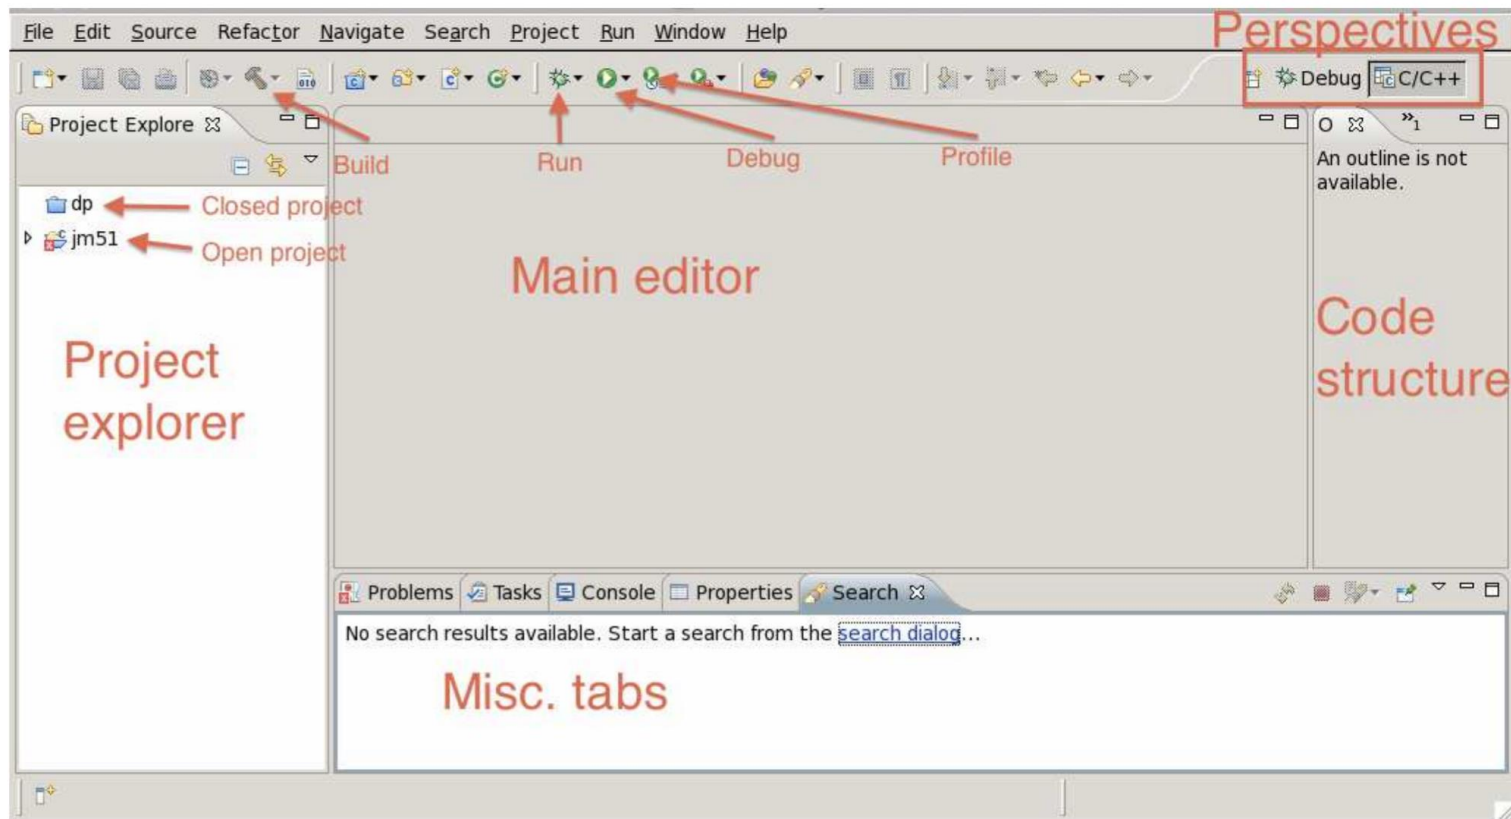 File Edit Source Refactor Navigate Search Project Run Window Help
Perspectives
Debug C/C++
Project Explore
Build
Run
Debug
Profile
O
»1
An outline is not
available.
dp
Closed project
jm51
Open project
Main editor
Project
explorer
Code
structure
Problems Tasks Console Properties Search
No search results available. Start a search from the search dialog...
Misc. tabs